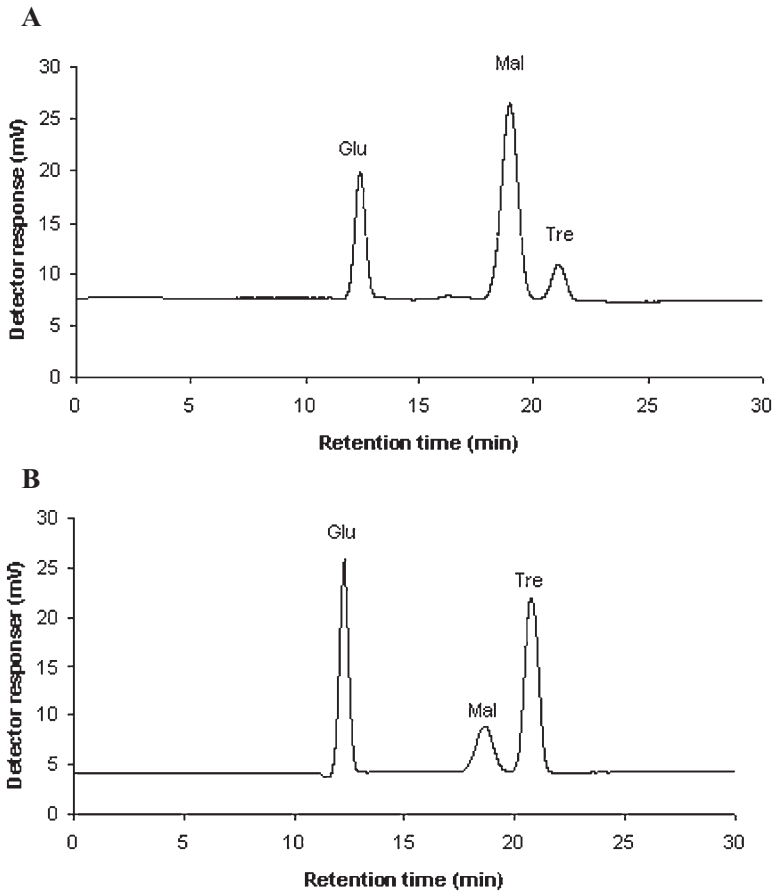 A
Mal
Glu
Tre
Detector response (mV)
30
25
20
15
10
5
0
0 5 10 15 20 25 30
Retention time (min)
B
Glu
Tre
Mal
Detector responser (mV)
30
25
20
15
10
5
0
0 5 10 15 20 25 30
Retention time (min)